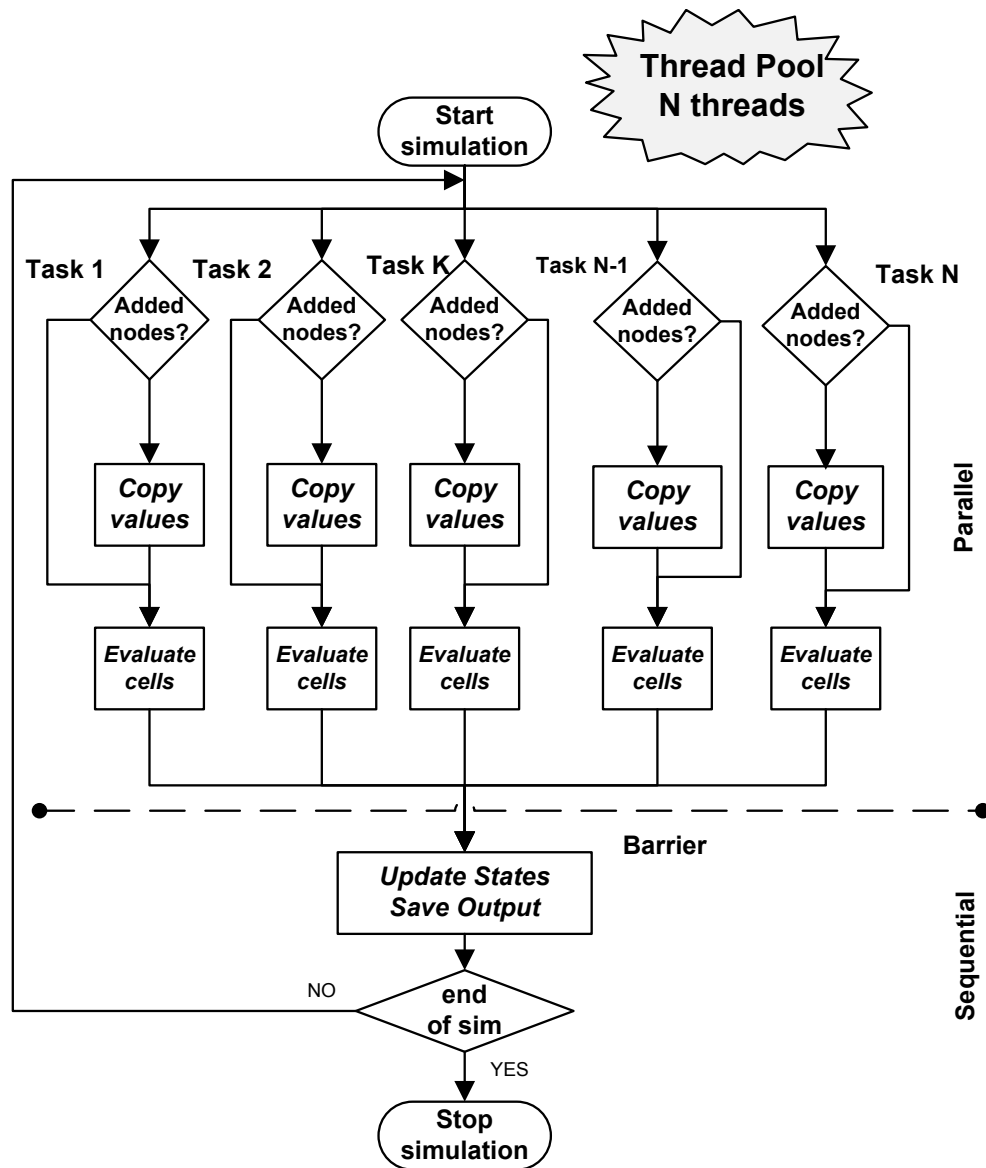 Thread Pool
N threads
Start
simulation
Task 1
Task 2
Task K
Task N-1
Task N
Added
nodes?
Added
nodes?
Added
nodes?
Added
nodes?
Added
nodes?
Copy
values
Copy
values
Copy
values
Copy
values
Copy
values
Parallel
Evaluate
cells
Evaluate
cells
Evaluate
cells
Evaluate
cells
Evaluate
cells
Barrier
Update States
Save Output
Sequential
NO
end
of sim
YES
Stop
simulation